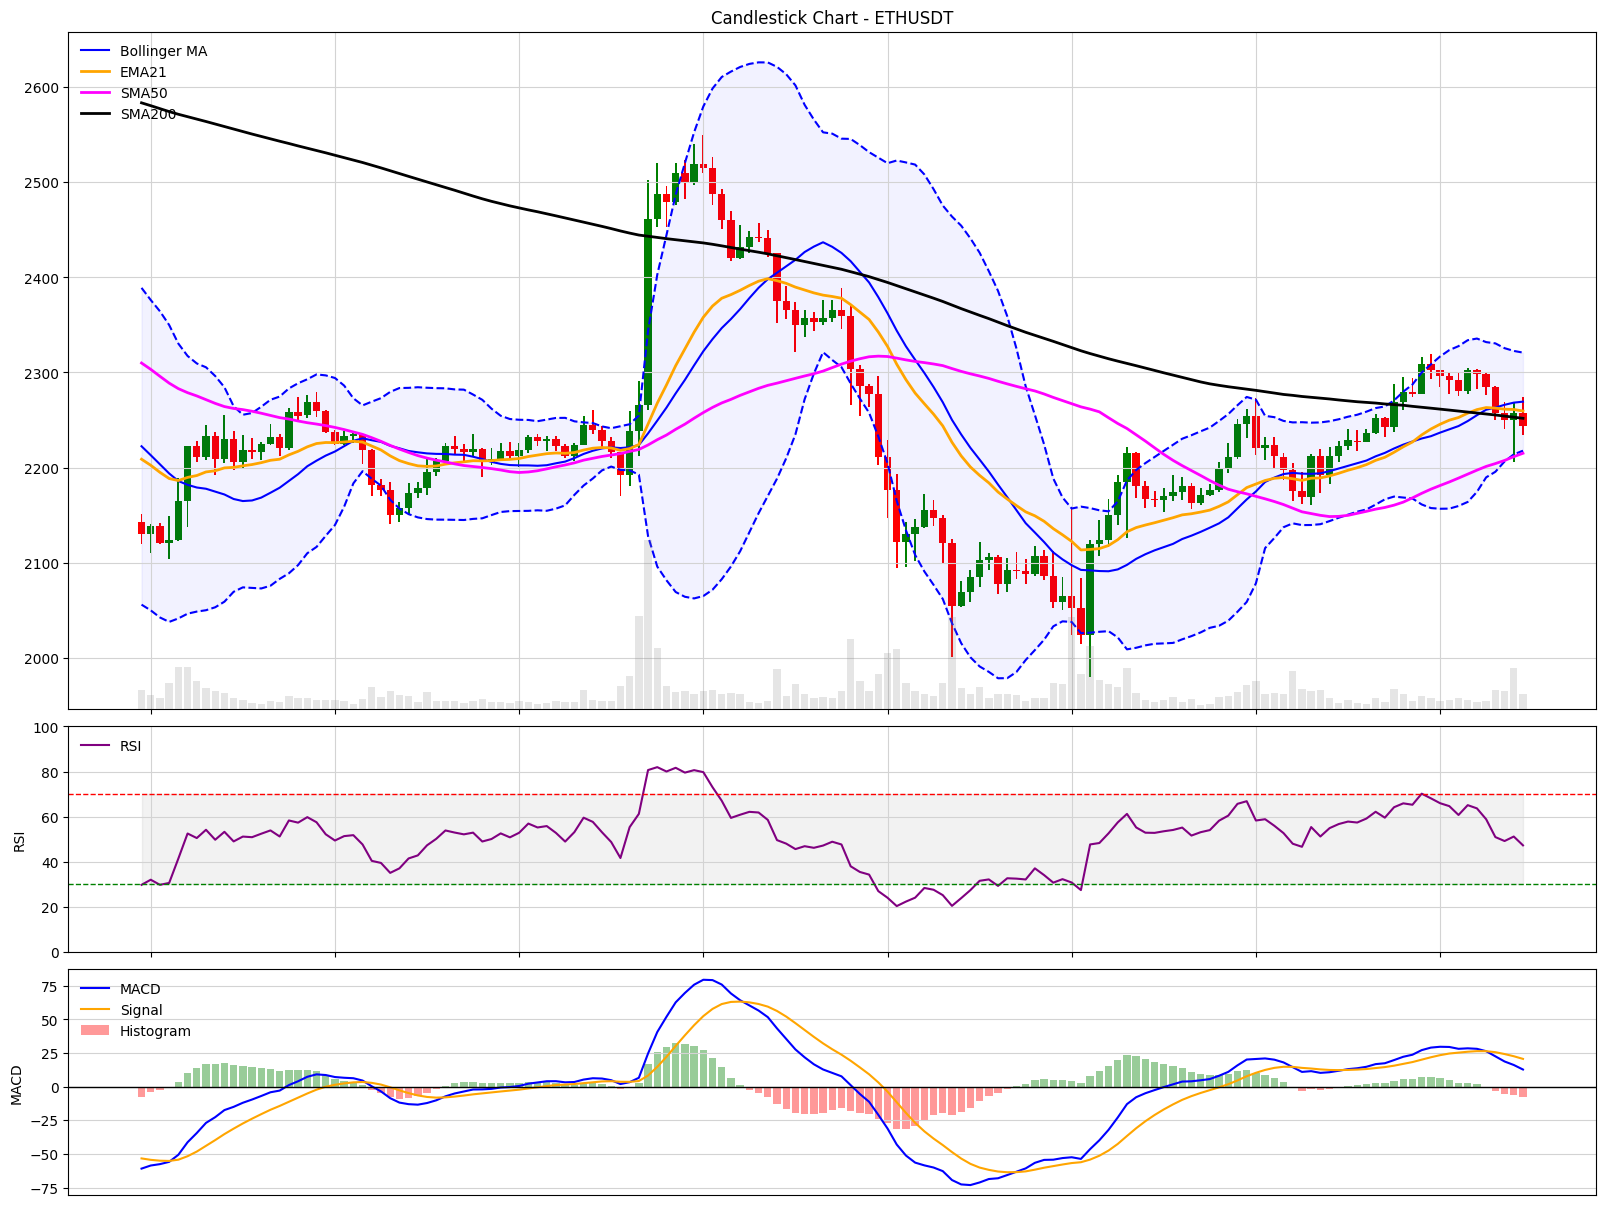 Candlestick Chart - ETHUSDT
Bollinger MA
EMA21
SMA50
SMA200
2600
2500
2400
2300
2200
2100
2000
100
80
60
40
20
0
RSI
RSI
75
50
25
0
−25
−50
−75
MACD
MACD
Signal
Histogram